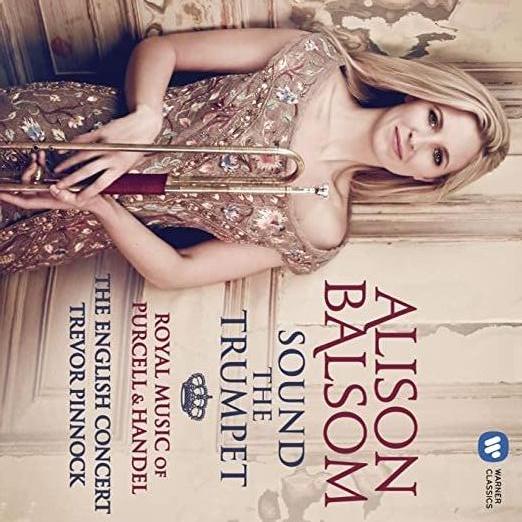 ALISON
BALSOM
SOUND
THE
TRUMPET
ROYAL MUSIC OF
PURCELL & HANDEL
THE ENGLISH CONCERT
TREVOR PINNOCK
WARNER
CLASSICS